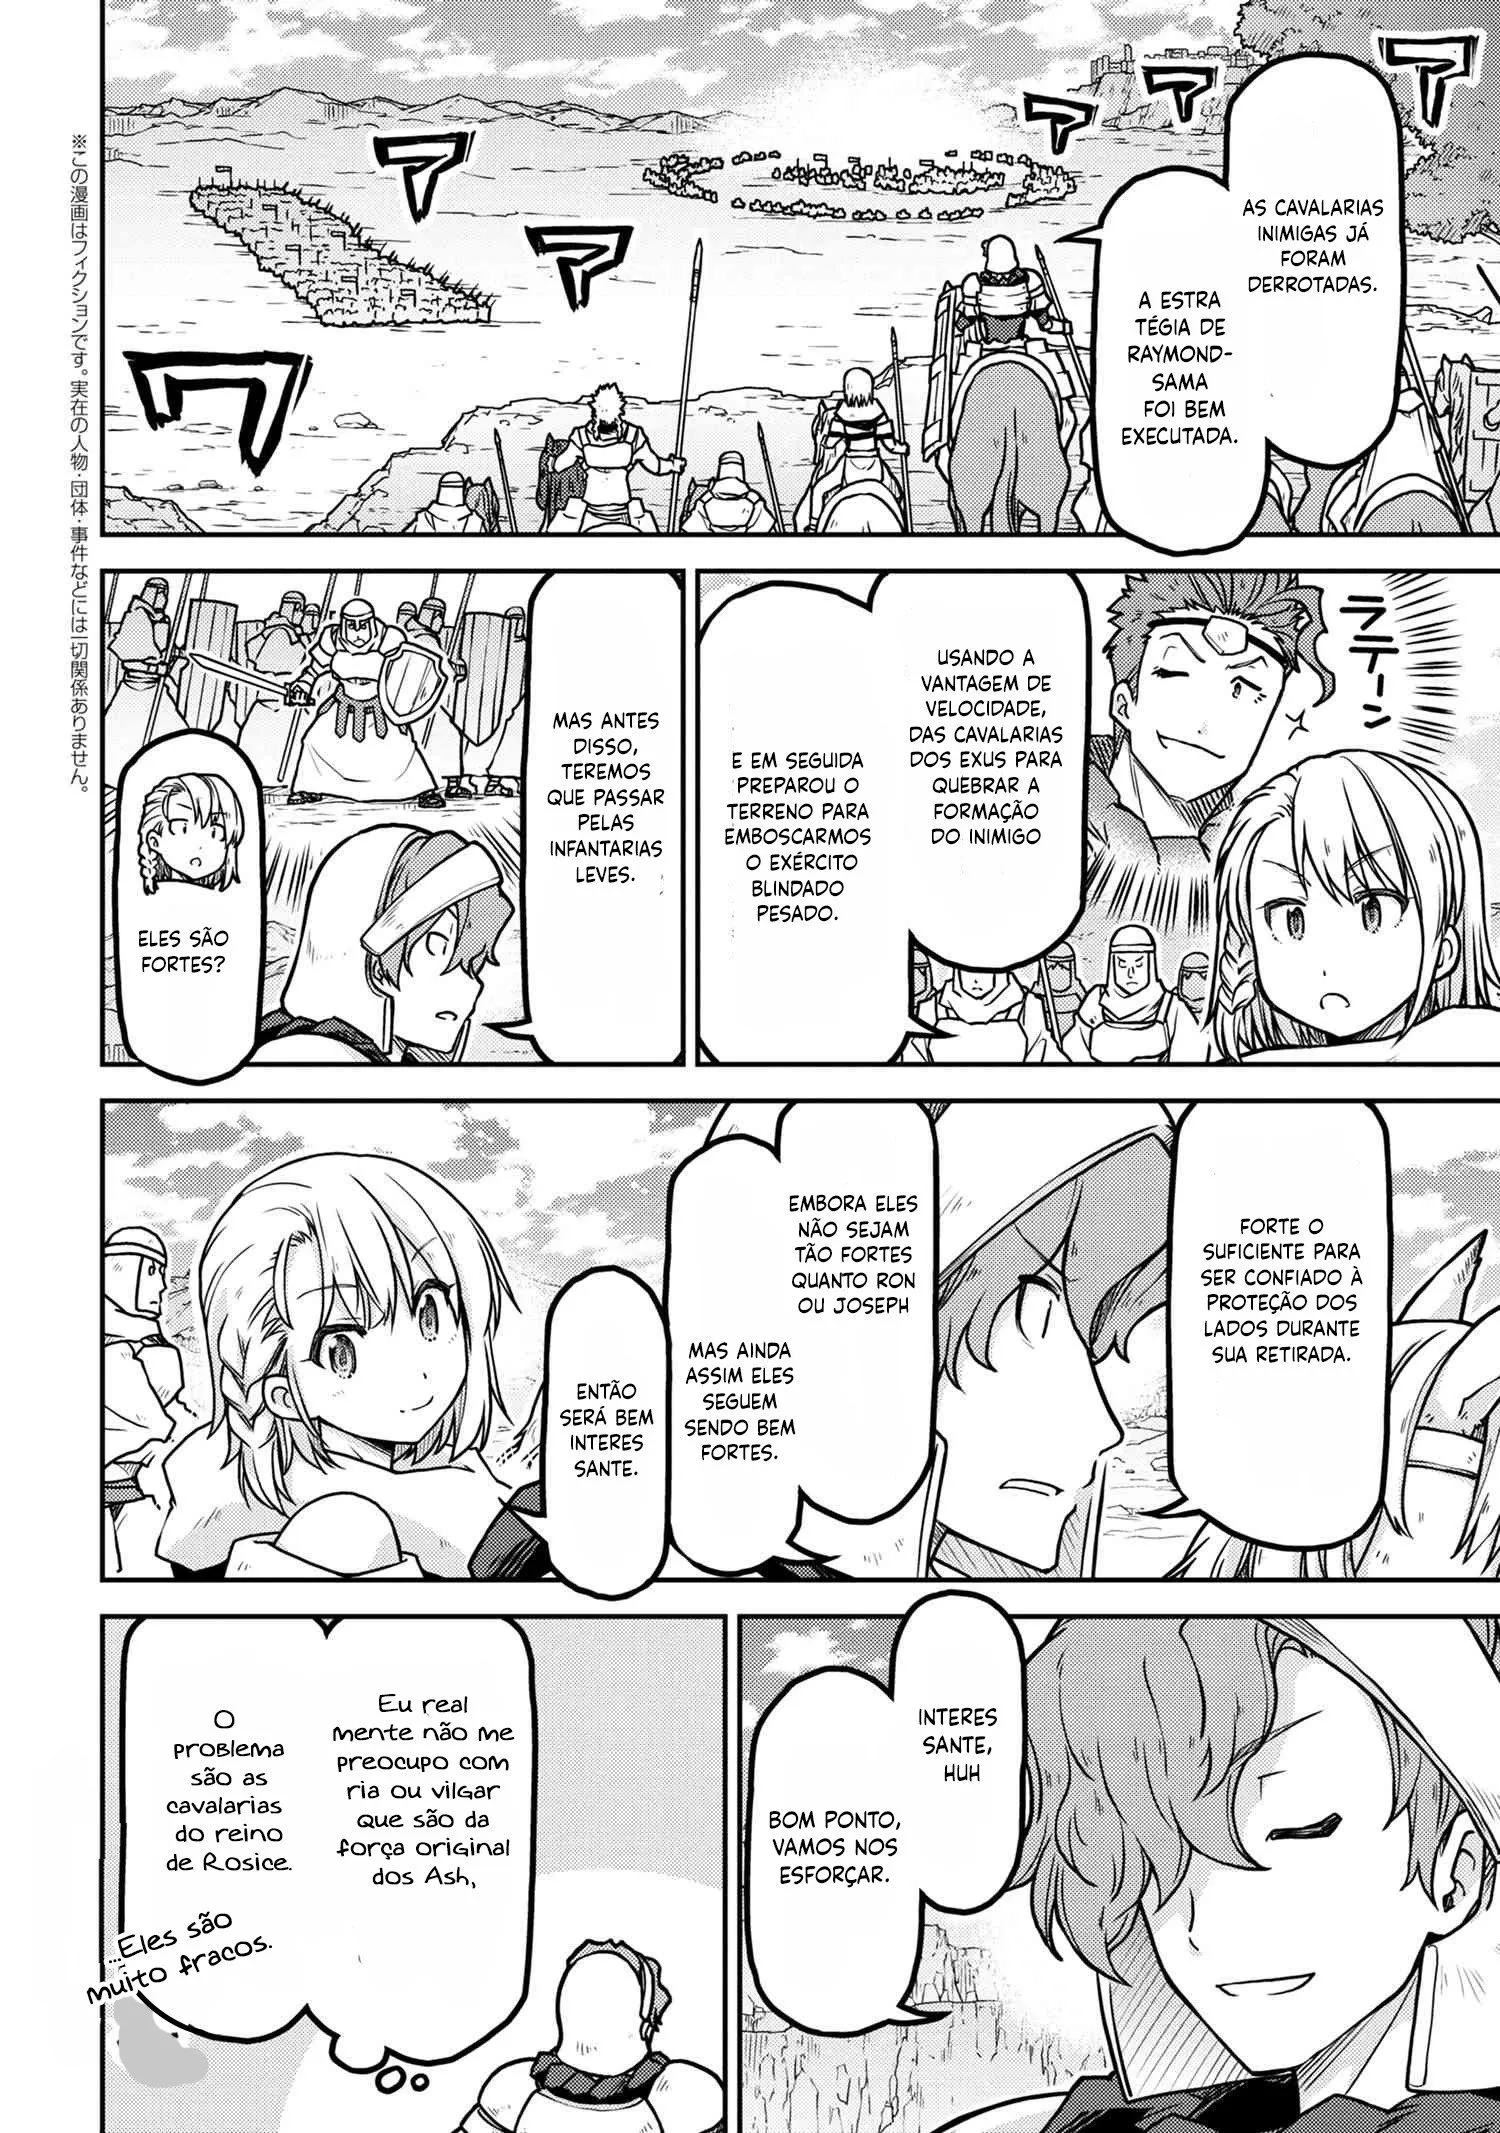 ワァァァァァ
AS CAVALARIAS
INIMIGAS JÁ
FORAM
DERROTADAS.
A ESTRA
TÉGIA DE
RAYMOND-
SAMA
FOI BEM
EXECUTADA.
※この漫画はフィクションです。実在の人物・団体・事件などには一切関係ありません。
ラテーン
USANDO A
VANTAGEM DE
VELOCIDADE,
DAS CAVALARIAS
DOS EXUS PARA
QUEBRAR A
FORMAÇÃO
DO INIMIGO
E EM SEGUIDA
PREPAROU O
TERRENO PARA
EMBOSCARMOS
O EXÉRCITO
BLINDADO
PESADO.
MAS ANTES
DISSO,
TEREMOS
QUE PASSAR
PELAS
INFANTARIAS
LEVES.
ELES SÃO
FORTES?
FORTE O
SUFICIENTE PARA
SER CONFIADO À
PROTEÇÃO DOS
LADOS DURANTE
SUA RETIRADA.
EMBORA ELES
NÃO SEJAM
TÃO FORTES
QUANTO RON
OU JOSEPH
MAS AINDA
ASSIM ELES
SEGUEM
SENDO BEM
FORTES.
ENTÃO
SERÁ BEM
INTERES
SANTE.
INTERES
SANTE,
HUH
BOM PONTO,
VAMOS NOS
ESFORÇAR.
Eu real
mente não me
preocupo com
ria ou vilgar
que são da
força original
dos Ash,
O
problema
são as
cavalarias
do reino
de Rosice.
...Eles são
muito fracos.